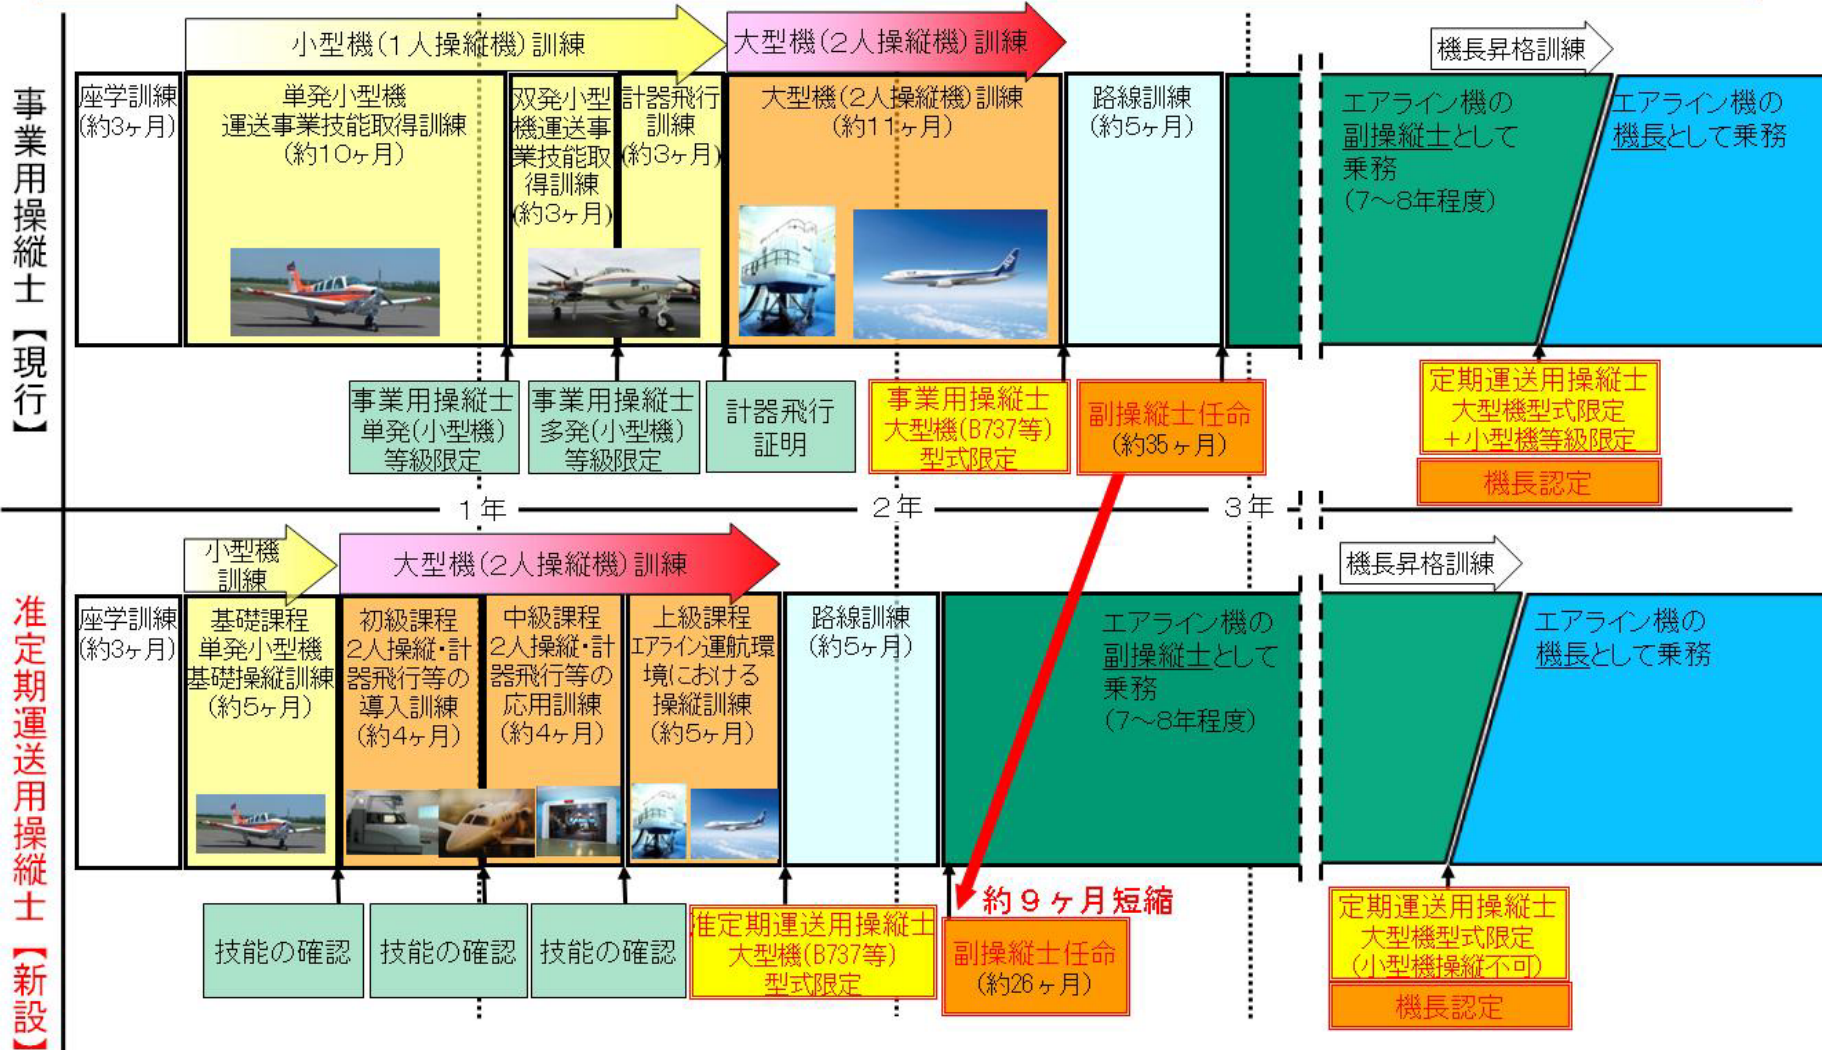 事業用操縦士【現行】
小型機(1人操縦機)訓練
大型機(2人操縦機)訓練
機長昇格訓練
座学訓練
(約3ヶ月)
単発小型機
運送事業技能取得訓練
(約10ヶ月)
双発小型
機運送事
業技能取
得訓練
(約3ヶ月)
計器飛行
訓練
(約3ヶ月)
大型機(2人操縦機)訓練
(約11ヶ月)
路線訓練
(約5ヶ月)
エアライン機の
副操縦士として
乗務
(7～8年程度)
エアライン機の
機長として乗務
事業用操縦士
単発(小型機)
等級限定
事業用操縦士
多発(小型機)
等級限定
計器飛行
証明
事業用操縦士
大型機(B737等)
型式限定
副操縦士任命
(約35ヶ月)
定期運送用操縦士
大型機型式限定
＋小型機等級限定
機長認定
1年
2年
3年
准定期運送用操縦士【新設】
小型機
訓練
大型機(2人操縦機)訓練
機長昇格訓練
座学訓練
(約3ヶ月)
基礎課程
単発小型機
基礎操縦訓練
(約5ヶ月)
初級課程
2人操縦・計
器飛行等の
導入訓練
(約4ヶ月)
中級課程
2人操縦・計
器飛行等の
応用訓練
(約4ヶ月)
上級課程
エアライン運航環
境における
操縦訓練
(約5ヶ月)
路線訓練
(約5ヶ月)
エアライン機の
副操縦士として
乗務
(7～8年程度)
エアライン機の
機長として乗務
技能の確認
技能の確認
技能の確認
准定期運送用操縦士
大型機(B737等)
型式限定
約9ヶ月短縮
副操縦士任命
(約26ヶ月)
定期運送用操縦士
大型機型式限定
(小型機操縦不可)
機長認定